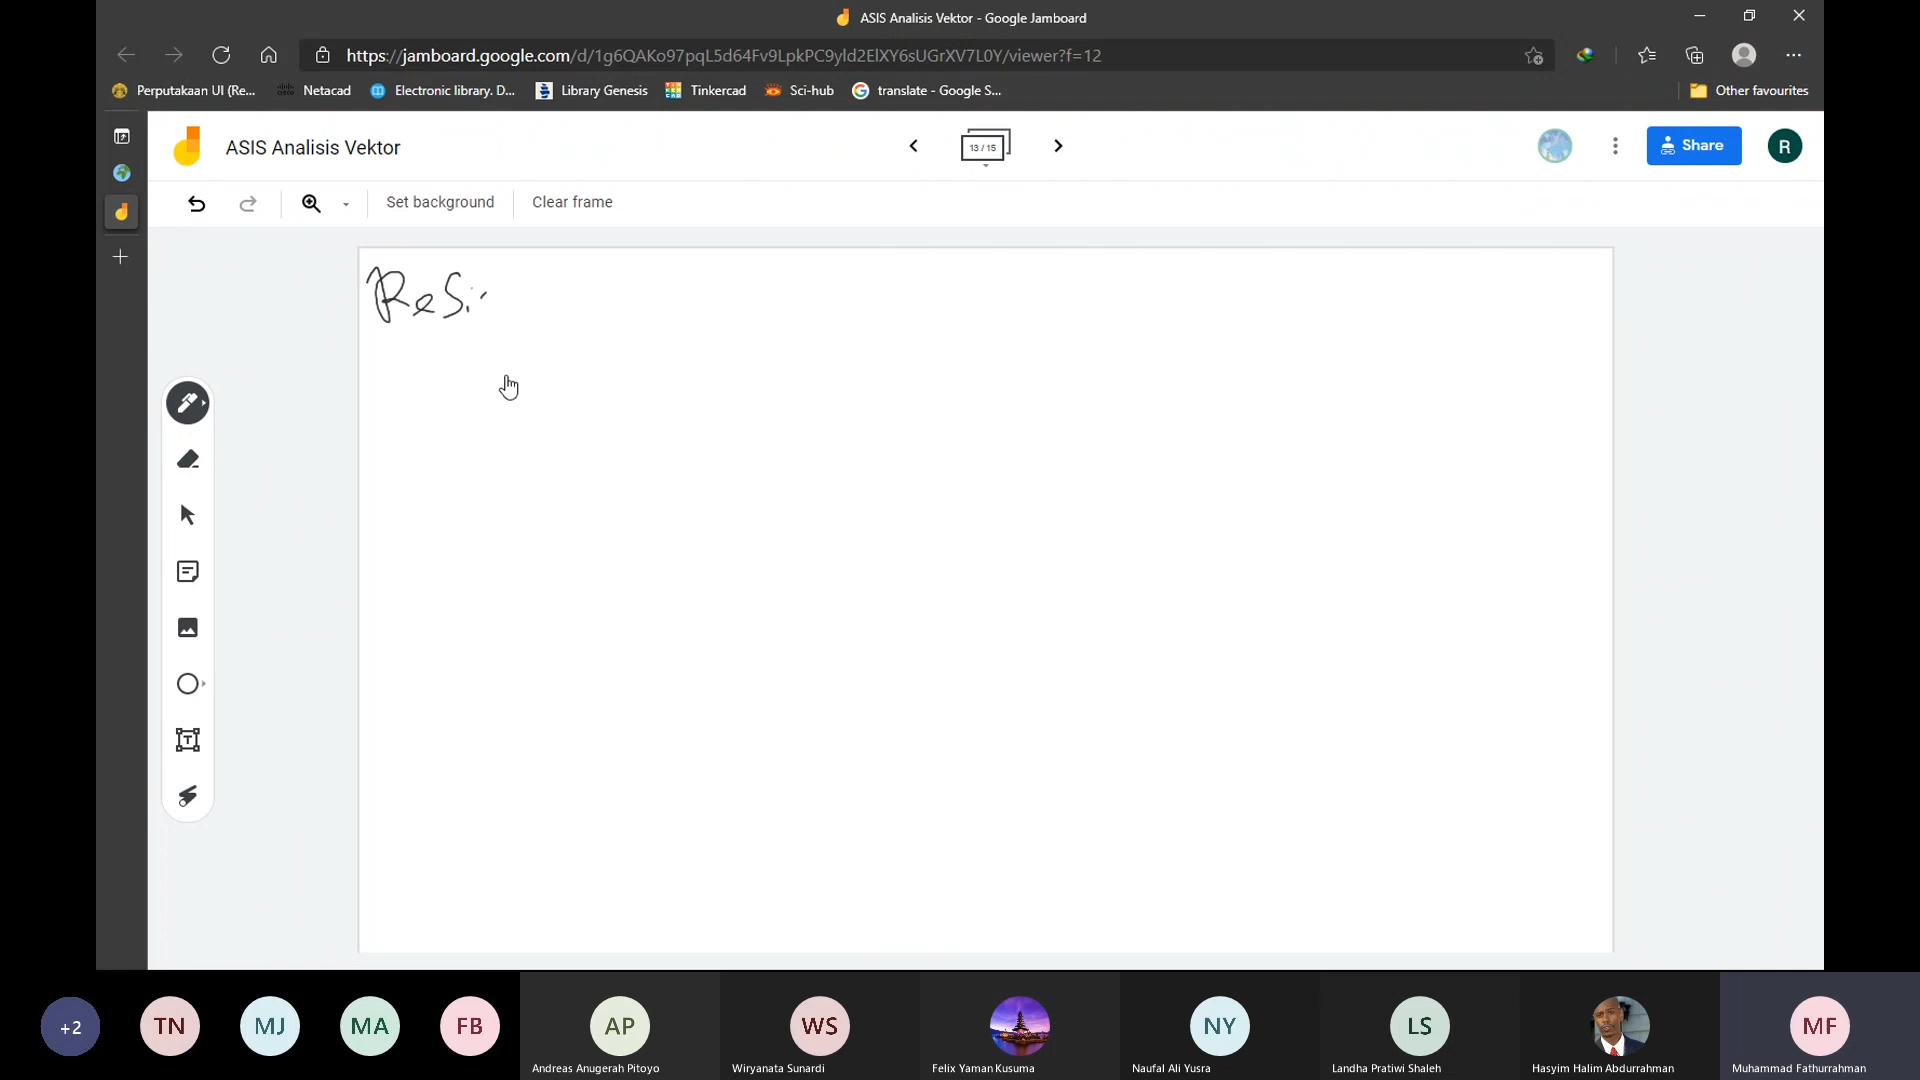 ASIS Analisis Vektor - Google Jamboard
https://jamboard.google.com/d/1g6QAKo97pqL5d64Fv9LpkPC9yld2ElXY6sUGrXV7L0Y/viewer?f=12
Perputakaan UI (Re... Netacad Electronic library. D... Library Genesis Tinkercad Sci-hub translate - Google S... Other favourites
ASIS Analisis Vektor 13 / 15 Share R
Set background Clear frame
ReSi
+2 TN MJ MA FB AP WS NY LS MF
Andreas Anugerah Pitoyo Wiryanata Sunardi Felix Yaman Kusuma Naufal Ali Yusra Landha Pratiwi Shaleh Hasyim Halim Abdurrahman Muhammad Fathurrahman